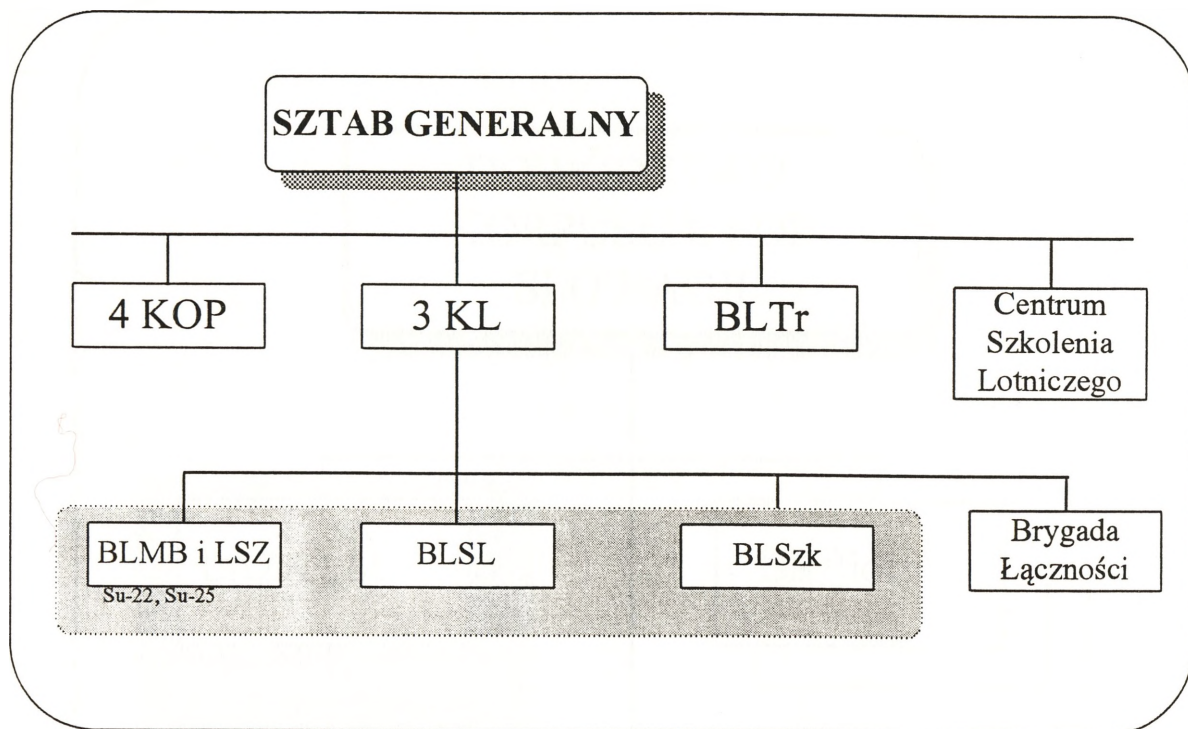 SZTAB GENERALNY
4 KOP
3 KL
BLTr
Centrum
Szkolenia
Lotniczego
BLMB i LSZ
Su-22, Su-25
BLSL
BLSzk
Brygada
Łączności